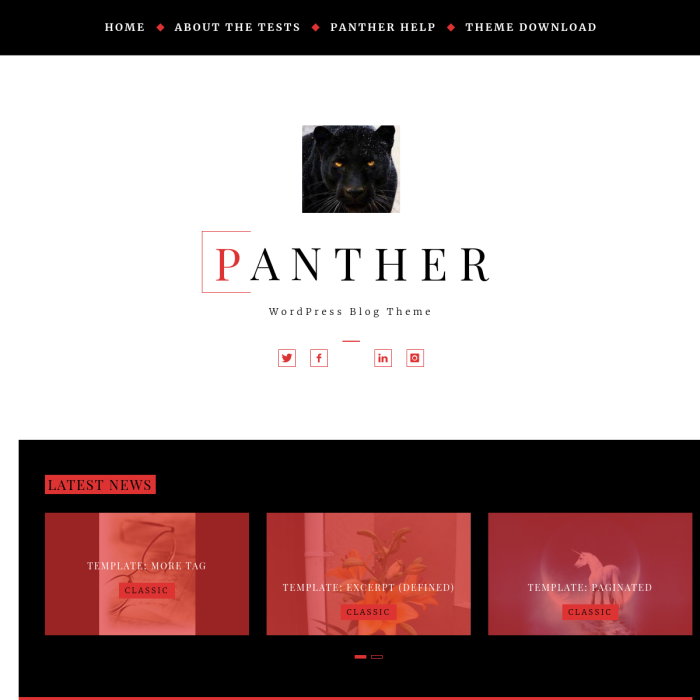 HOME ABOUT THE TESTS PANTHER HELP THEME DOWNLOAD
PANTHER
WordPress Blog Theme
LATEST NEWS
TEMPLATE: MORE TAG
CLASSIC
TEMPLATE: EXCERPT (DEFINED)
CLASSIC
TEMPLATE: PAGINATED
CLASSIC